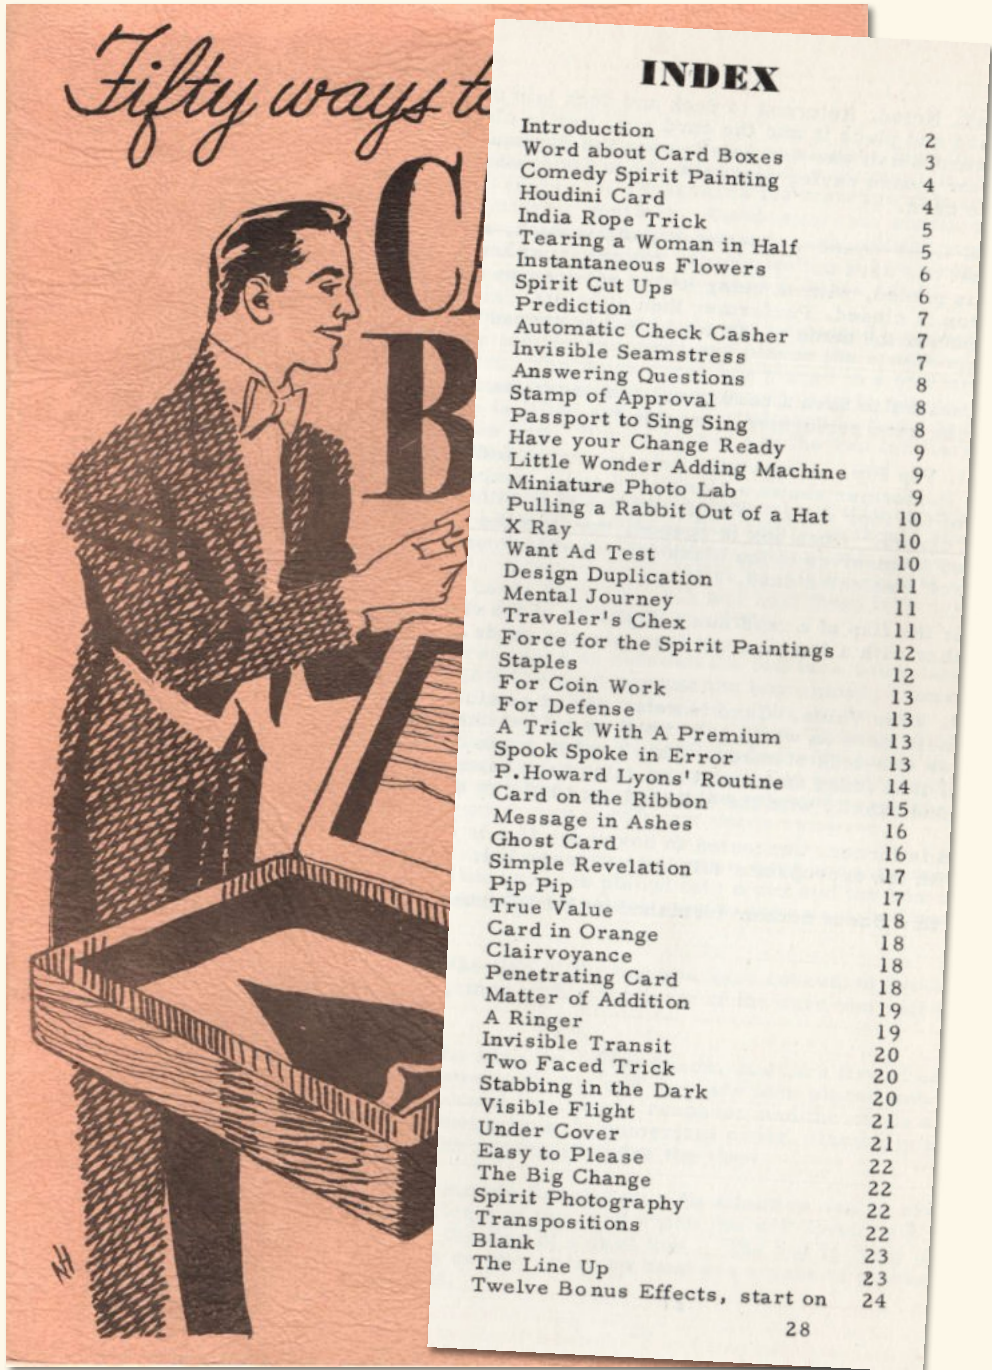 Fifty ways to
CA
B
NH
INDEX
Introduction 2
Word about Card Boxes 3
Comedy Spirit Painting 4
Houdini Card 4
India Rope Trick 5
Tearing a Woman in Half 5
Instantaneous Flowers 6
Spirit Cut Ups 6
Prediction 7
Automatic Check Casher 7
Invisible Seamstress 7
Answering Questions 8
Stamp of Approval 8
Passport to Sing Sing 8
Have your Change Ready 9
Little Wonder Adding Machine 9
Miniature Photo Lab 9
Pulling a Rabbit Out of a Hat 10
X Ray 10
Want Ad Test 10
Design Duplication 11
Mental Journey 11
Traveler's Chex 11
Force for the Spirit Paintings 12
Staples 12
For Coin Work 13
For Defense 13
A Trick With A Premium 13
Spook Spoke in Error 13
P.Howard Lyons' Routine 14
Card on the Ribbon 15
Message in Ashes 16
Ghost Card 16
Simple Revelation 17
Pip Pip 17
True Value 18
Card in Orange 18
Clairvoyance 18
Penetrating Card 18
Matter of Addition 19
A Ringer 19
Invisible Transit 20
Two Faced Trick 20
Stabbing in the Dark 20
Visible Flight 21
Under Cover 21
Easy to Please 22
The Big Change 22
Spirit Photography 22
Transpositions 22
Blank 23
The Line Up 23
Twelve Bonus Effects, start on 24
28